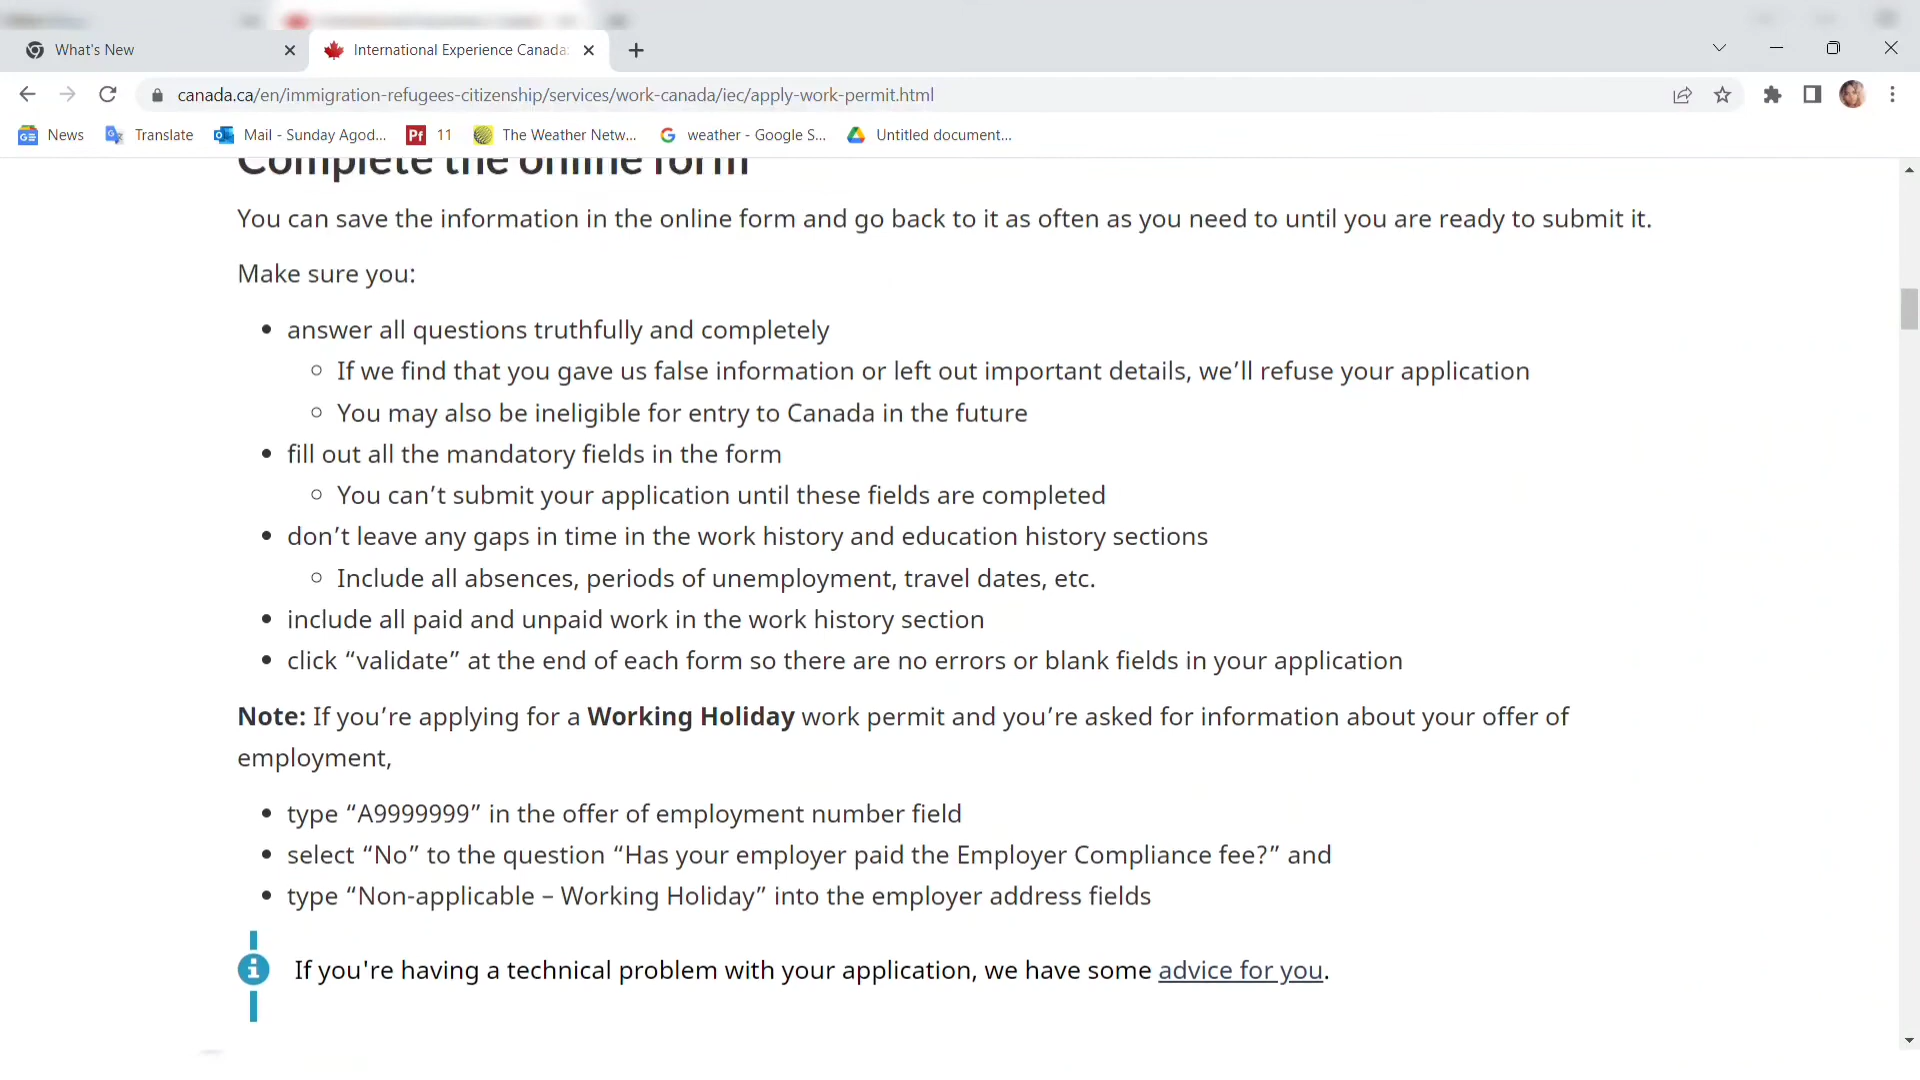 What's New
International Experience Canada:
canada.ca/en/immigration-refugees-citizenship/services/work-canada/iec/apply-work-permit.html
News Translate Mail - Sunday Agod... Pf 11 The Weather Netw... weather - Google S... Untitled document...
Complete the online form
You can save the information in the online form and go back to it as often as you need to until you are ready to submit it.
Make sure you:
answer all questions truthfully and completely
If we find that you gave us false information or left out important details, we’ll refuse your application
You may also be ineligible for entry to Canada in the future
fill out all the mandatory fields in the form
You can’t submit your application until these fields are completed
don’t leave any gaps in time in the work history and education history sections
Include all absences, periods of unemployment, travel dates, etc.
include all paid and unpaid work in the work history section
click “validate” at the end of each form so there are no errors or blank fields in your application
Note: If you’re applying for a Working Holiday work permit and you’re asked for information about your offer of
employment,
type “A9999999” in the offer of employment number field
select “No” to the question “Has your employer paid the Employer Compliance fee?” and
type “Non-applicable – Working Holiday” into the employer address fields
If you're having a technical problem with your application, we have some advice for you.